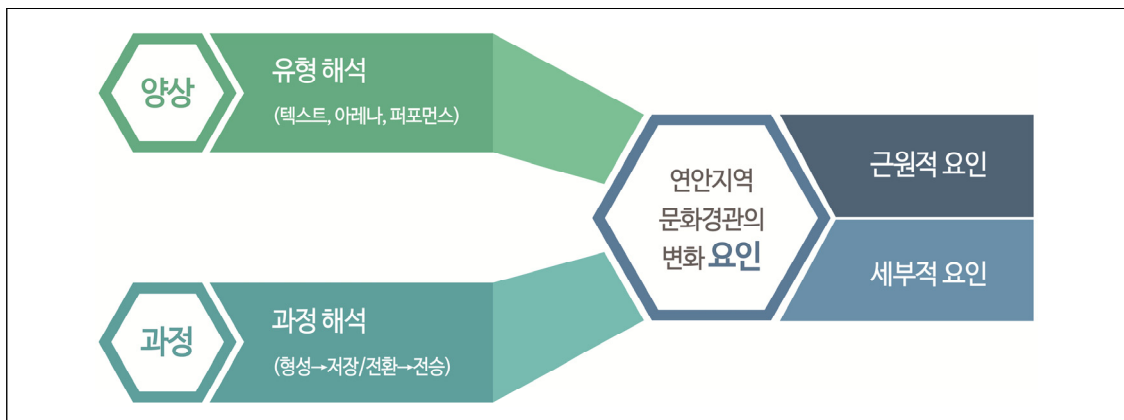 양상
유형 해석
(텍스트, 아레나, 퍼포먼스)
과정
과정 해석
(형성→저장/전환→전승)
연안지역
문화경관의
변화 요인
근원적 요인
세부적 요인